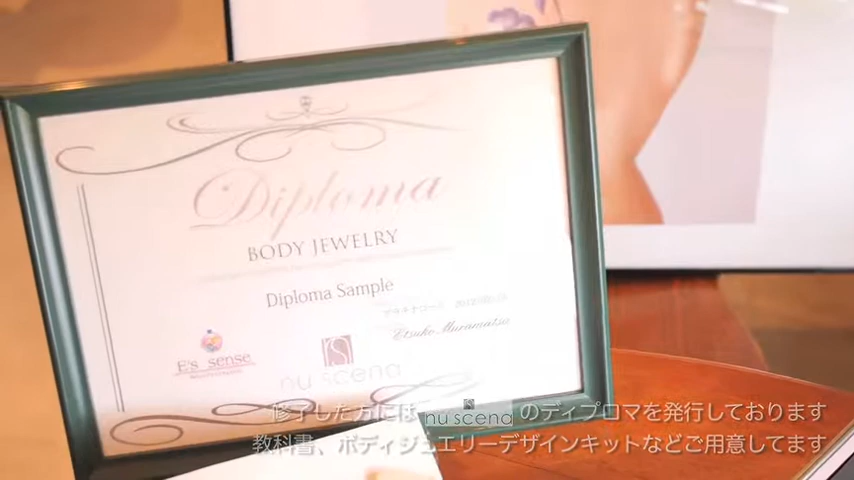 Diploma
BODY JEWELRY
Diploma Sample
Etsuko Muramatsu
E's sense
nu scena
修了した方には nu scena のディプロマを発行しております
教科書、ボディジュエリーデザインキットなどご用意してます